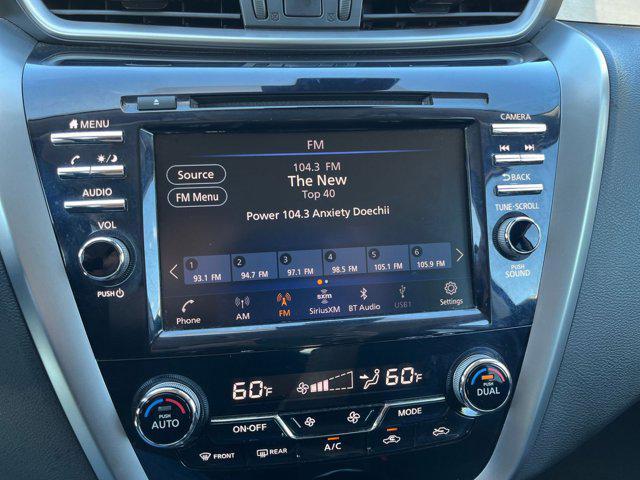 MENU
CAMERA
FM
104.3 FM
Source
The New
Top 40
FM Menu
Power 104.3 Anxiety Doechii
BACK
AUDIO
VOL
PUSH
TUNE·SCROLL
PUSH
SOUND
1
2
3
4
5
6
93.1 FM
94.7 FM
97.1 FM
98.5 FM
105.1 FM
105.9 FM
Phone
AM
FM
sxm
SiriusXM
BT Audio
USB1
Settings
60°F
60°F
PUSH
AUTO
PUSH
DUAL
ON·OFF
MODE
FRONT
REAR
A/C